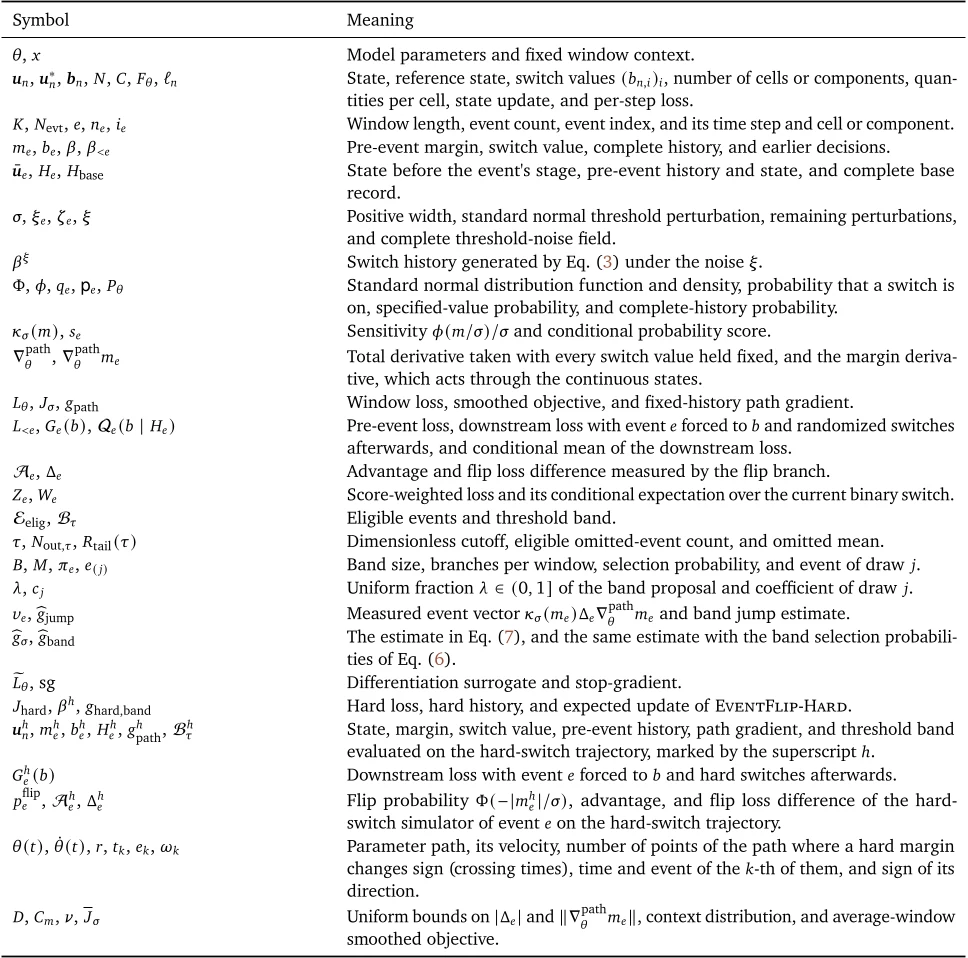 Symbol Meaning
θ, x Model parameters and fixed window context.
𝒖ₙ, 𝒖ₙ*, 𝒃ₙ, N, C, F_θ, ℓₙ State, reference state, switch values (b_{n,i})_i, number of cells or components, quan-
tities per cell, state update, and per-step loss.
K, N_evt, e, n_e, i_e Window length, event count, event index, and its time step and cell or component.
m_e, b_e, β, β_{<e} Pre-event margin, switch value, complete history, and earlier decisions.
𝒖̄_e, H_e, H_base State before the event's stage, pre-event history and state, and complete base
record.
σ, ξ_e, ζ_e, ξ Positive width, standard normal threshold perturbation, remaining perturbations,
and complete threshold-noise field.
β^ξ Switch history generated by Eq. (3) under the noise ξ.
Φ, ϕ, q_e, p_e, P_θ Standard normal distribution function and density, probability that a switch is
on, specified-value probability, and complete-history probability.
κ_σ(m), s_e Sensitivity ϕ(m/σ)/σ and conditional probability score.
∇_θ^path, ∇_θ^path m_e Total derivative taken with every switch value held fixed, and the margin deriva-
tive, which acts through the continuous states.
L_θ, J_σ, g_path Window loss, smoothed objective, and fixed-history path gradient.
L_{<e}, G_e(b), 𝒬_e(b | H_e) Pre-event loss, downstream loss with event e forced to b and randomized switches
afterwards, and conditional mean of the downstream loss.
𝒜_e, Δ_e Advantage and flip loss difference measured by the flip branch.
Z_e, W_e Score-weighted loss and its conditional expectation over the current binary switch.
ℰ_elig, ℬ_τ Eligible events and threshold band.
τ, N_{out,τ}, R_tail(τ) Dimensionless cutoff, eligible omitted-event count, and omitted mean.
B, M, π_e, e_{(j)} Band size, branches per window, selection probability, and event of draw j.
λ, c_j Uniform fraction λ ∈ (0, 1] of the band proposal and coefficient of draw j.
υ_e, ĝ_jump Measured event vector κ_σ(m_e)Δ_e∇_θ^path m_e and band jump estimate.
ĝ_σ, ĝ_band The estimate in Eq. (7), and the same estimate with the band selection probabili-
ties of Eq. (6).
L̃_θ, sg Differentiation surrogate and stop-gradient.
J_hard, β^h, g_{hard,band} Hard loss, hard history, and expected update of EventFlip-Hard.
𝒖ₙ^h, m_e^h, b_e^h, H_e^h, g_path^h, ℬ_τ^h State, margin, switch value, pre-event history, path gradient, and threshold band
evaluated on the hard-switch trajectory, marked by the superscript h.
G_e^h(b) Downstream loss with event e forced to b and hard switches afterwards.
p_e^flip, 𝒜_e^h, Δ_e^h Flip probability Φ(−|m_e^h|/σ), advantage, and flip loss difference of the hard-
switch simulator of event e on the hard-switch trajectory.
θ(t), θ̇(t), r, t_k, e_k, ω_k Parameter path, its velocity, number of points of the path where a hard margin
changes sign (crossing times), time and event of the k-th of them, and sign of its
direction.
D, C_m, ν, J̄_σ Uniform bounds on |Δ_e| and ‖∇_θ^path m_e‖, context distribution, and average-window
smoothed objective.